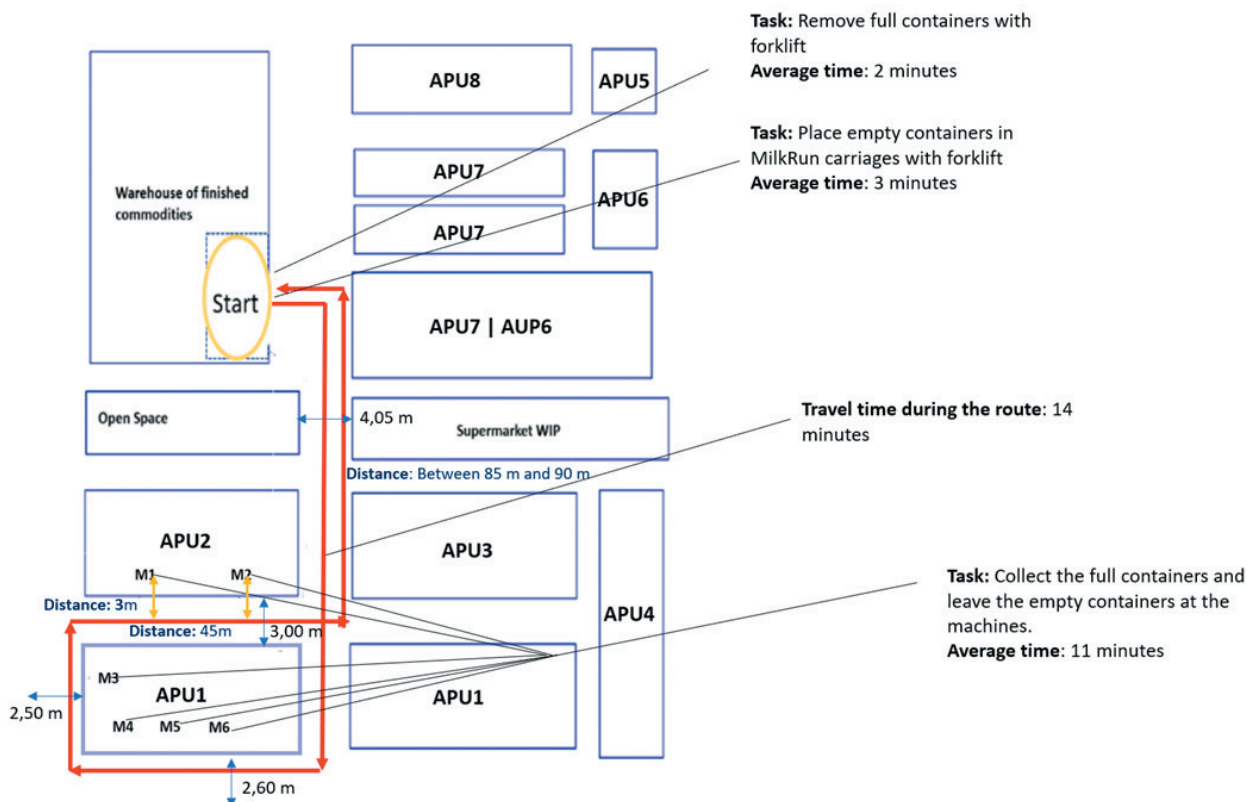 Task: Remove full containers with
forklift
Average time: 2 minutes
APU8
APU5
Task: Place empty containers in
MilkRun carriages with forklift
Average time: 3 minutes
APU7
Warehouse of finished
commodities
APU6
APU7
Start
APU7 | AUP6
Open Space
4,05 m
Supermarket WIP
Travel time during the route: 14
minutes
Distance: Between 85 m and 90 m
APU2
APU3
M1
M2
Distance: 3m
Distance: 45m
3,00 m
APU4
Task: Collect the full containers and
leave the empty containers at the
machines.
Average time: 11 minutes
M3
APU1
APU1
2,50 m
M4
M5
M6
2,60 m